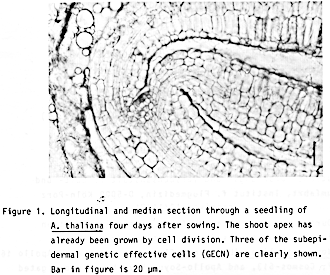 Figure 1. Longitudinal and median section through a seedling of
A. thaliana four days after sowing. The shoot apex has
already been grown by cell division. Three of the subepi-
dermal genetic effective cells (GECN) are clearly shown.
Bar in figure is 20 µm.